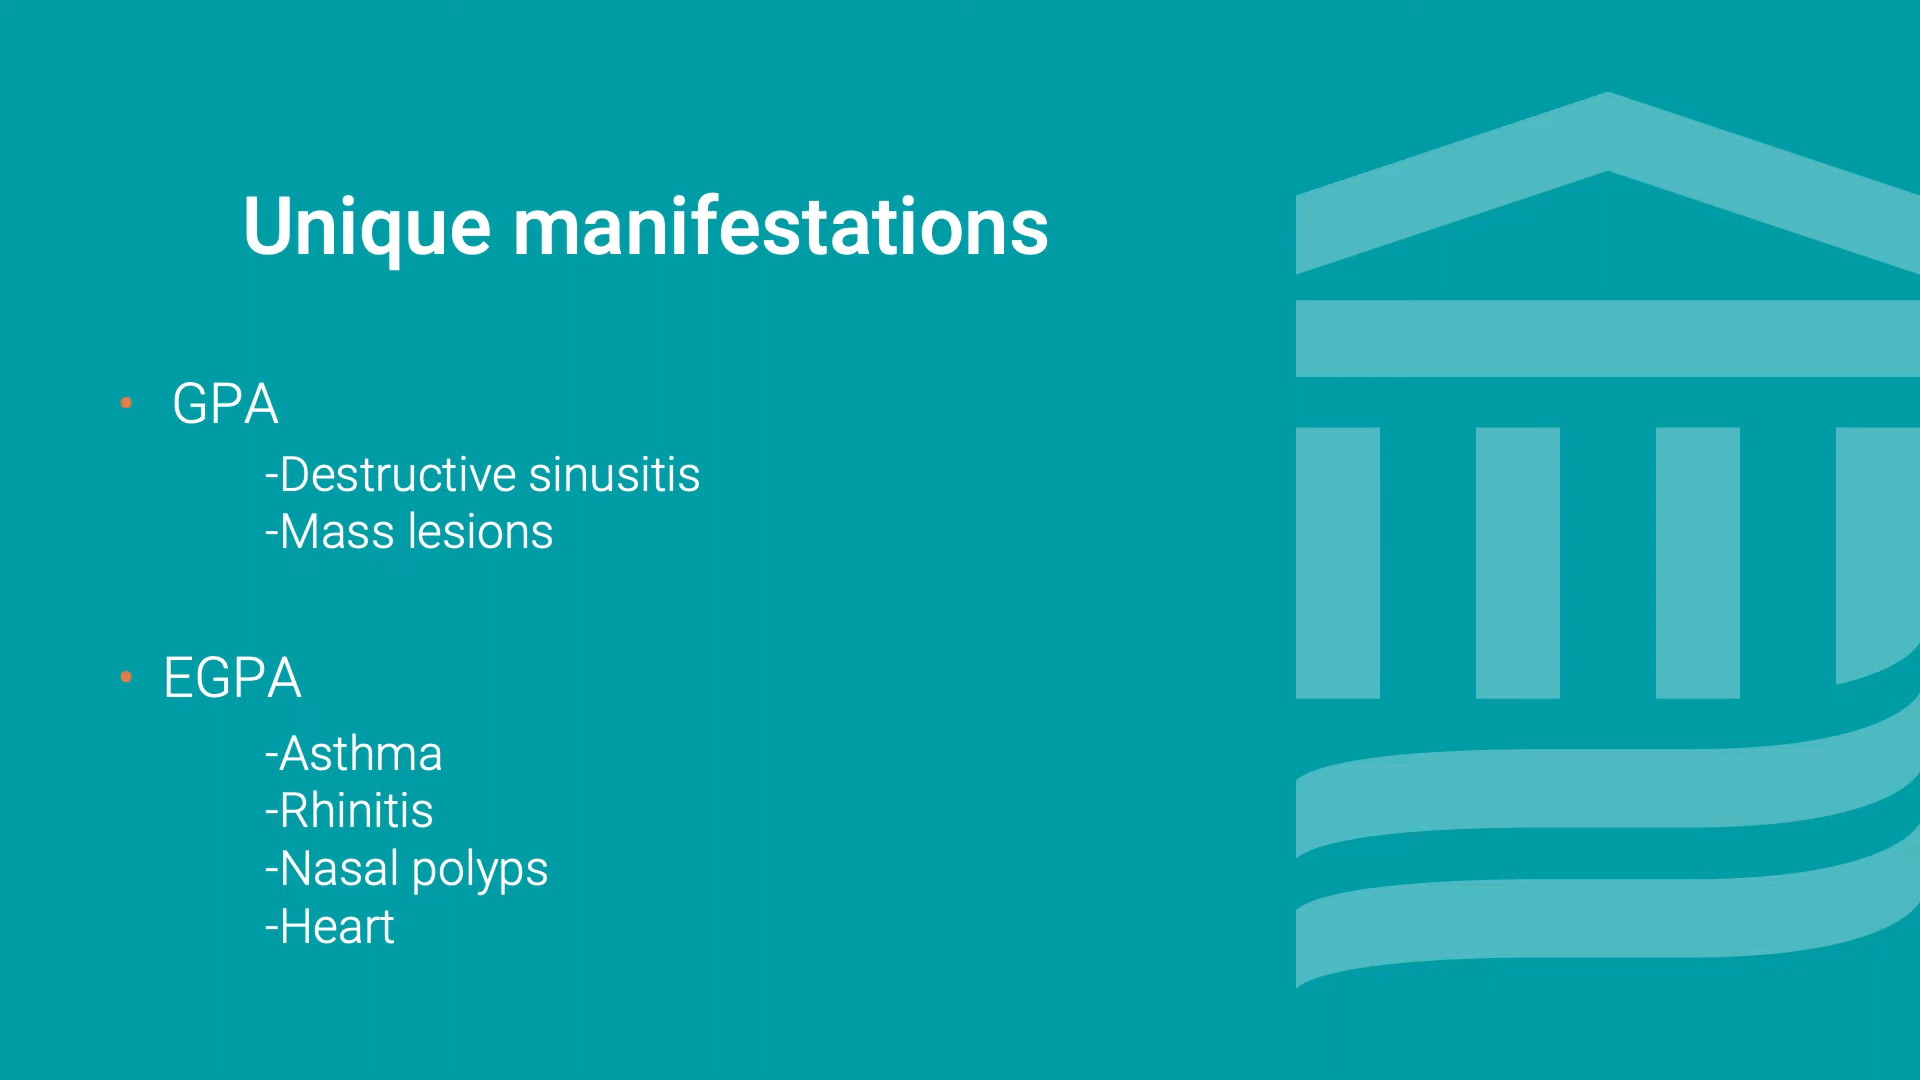 Unique manifestations
• GPA
-Destructive sinusitis
-Mass lesions
• EGPA
-Asthma
-Rhinitis
-Nasal polyps
-Heart